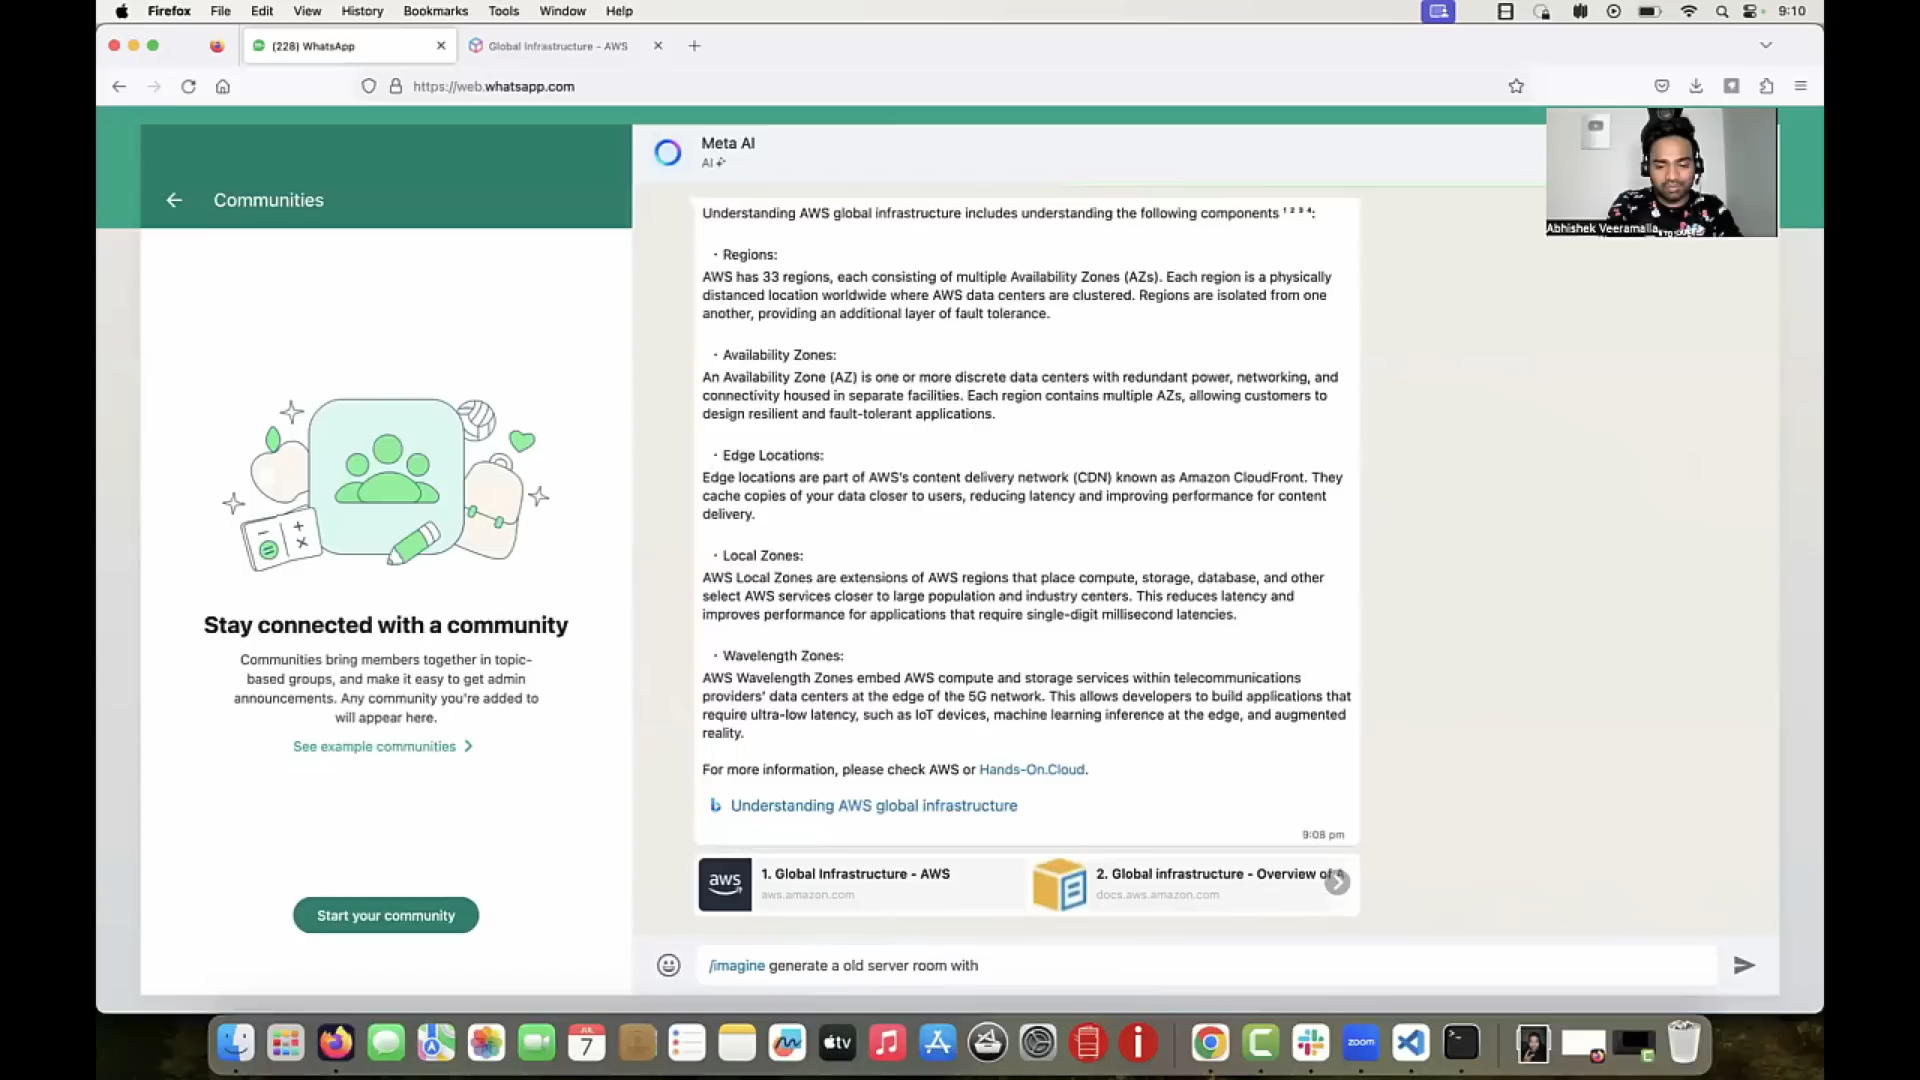 Firefox File Edit View History Bookmarks Tools Window Help 9:10
(228) WhatsApp
Global Infrastructure - AWS
https://web.whatsapp.com
Communities
Stay connected with a community
Communities bring members together in topic-
based groups, and make it easy to get admin
announcements. Any community you're added to
will appear here.
See example communities
Start your community
Meta AI
AI
Abhishek Veeramalla
Understanding AWS global infrastructure includes understanding the following components ¹ ² ³ ⁴:
· Regions:
AWS has 33 regions, each consisting of multiple Availability Zones (AZs). Each region is a physically
distanced location worldwide where AWS data centers are clustered. Regions are isolated from one
another, providing an additional layer of fault tolerance.
· Availability Zones:
An Availability Zone (AZ) is one or more discrete data centers with redundant power, networking, and
connectivity housed in separate facilities. Each region contains multiple AZs, allowing customers to
design resilient and fault-tolerant applications.
· Edge Locations:
Edge locations are part of AWS's content delivery network (CDN) known as Amazon CloudFront. They
cache copies of your data closer to users, reducing latency and improving performance for content
delivery.
· Local Zones:
AWS Local Zones are extensions of AWS regions that place compute, storage, database, and other
select AWS services closer to large population and industry centers. This reduces latency and
improves performance for applications that require single-digit millisecond latencies.
· Wavelength Zones:
AWS Wavelength Zones embed AWS compute and storage services within telecommunications
providers' data centers at the edge of the 5G network. This allows developers to build applications that
require ultra-low latency, such as IoT devices, machine learning inference at the edge, and augmented
reality.
For more information, please check AWS or Hands-On.Cloud.
Understanding AWS global infrastructure
9:08 pm
aws
1. Global Infrastructure - AWS
aws.amazon.com
2. Global infrastructure - Overview of A
docs.aws.amazon.com
/imagine generate a old server room with
JUL
7
tv
zoom